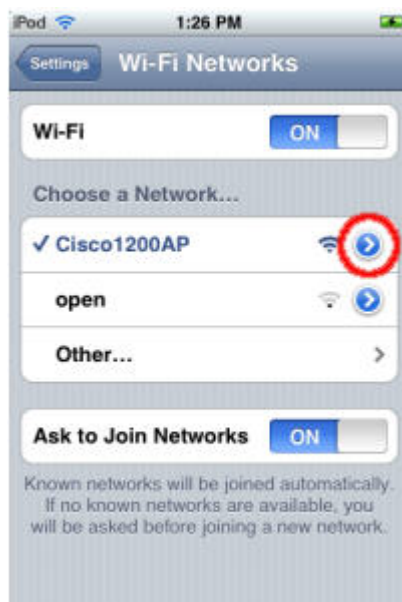 iPod 1:26 PM
Settings Wi-Fi Networks
Wi-Fi ON
Choose a Network...
✓ Cisco1200AP
open
Other...
Ask to Join Networks ON
Known networks will be joined automatically.
If no known networks are available, you
will be asked before joining a new network.